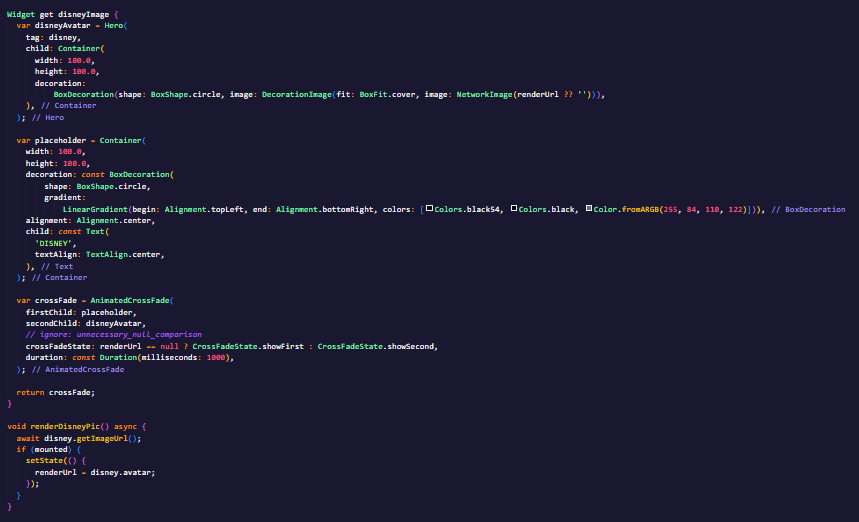 Widget get disneyImage {
  var disneyAvatar = Hero(
    tag: disney,
    child: Container(
      width: 100.0,
      height: 100.0,
      decoration:
          BoxDecoration(shape: BoxShape.circle, image: DecorationImage(fit: BoxFit.cover, image: NetworkImage(renderUrl ?? ''))),
    ), // Container
  ); // Hero

  var placeholder = Container(
    width: 100.0,
    height: 100.0,
    decoration: const BoxDecoration(
        shape: BoxShape.circle,
        gradient:
            LinearGradient(begin: Alignment.topLeft, end: Alignment.bottomRight, colors: [Colors.black54, Colors.black, Color.fromARGB(255, 84, 110, 122)])), // BoxDecoration
    alignment: Alignment.center,
    child: const Text(
      'DISNEY',
      textAlign: TextAlign.center,
    ), // Text
  ); // Container

  var crossFade = AnimatedCrossFade(
    firstChild: placeholder,
    secondChild: disneyAvatar,
    // ignore: unnecessary_null_comparison
    crossFadeState: renderUrl == null ? CrossFadeState.showFirst : CrossFadeState.showSecond,
    duration: const Duration(milliseconds: 1000),
  ); // AnimatedCrossFade

  return crossFade;
}

void renderDisneyPic() async {
  await disney.getImageUrl();
  if (mounted) {
    setState(() {
      renderUrl = disney.avatar;
    });
  }
}